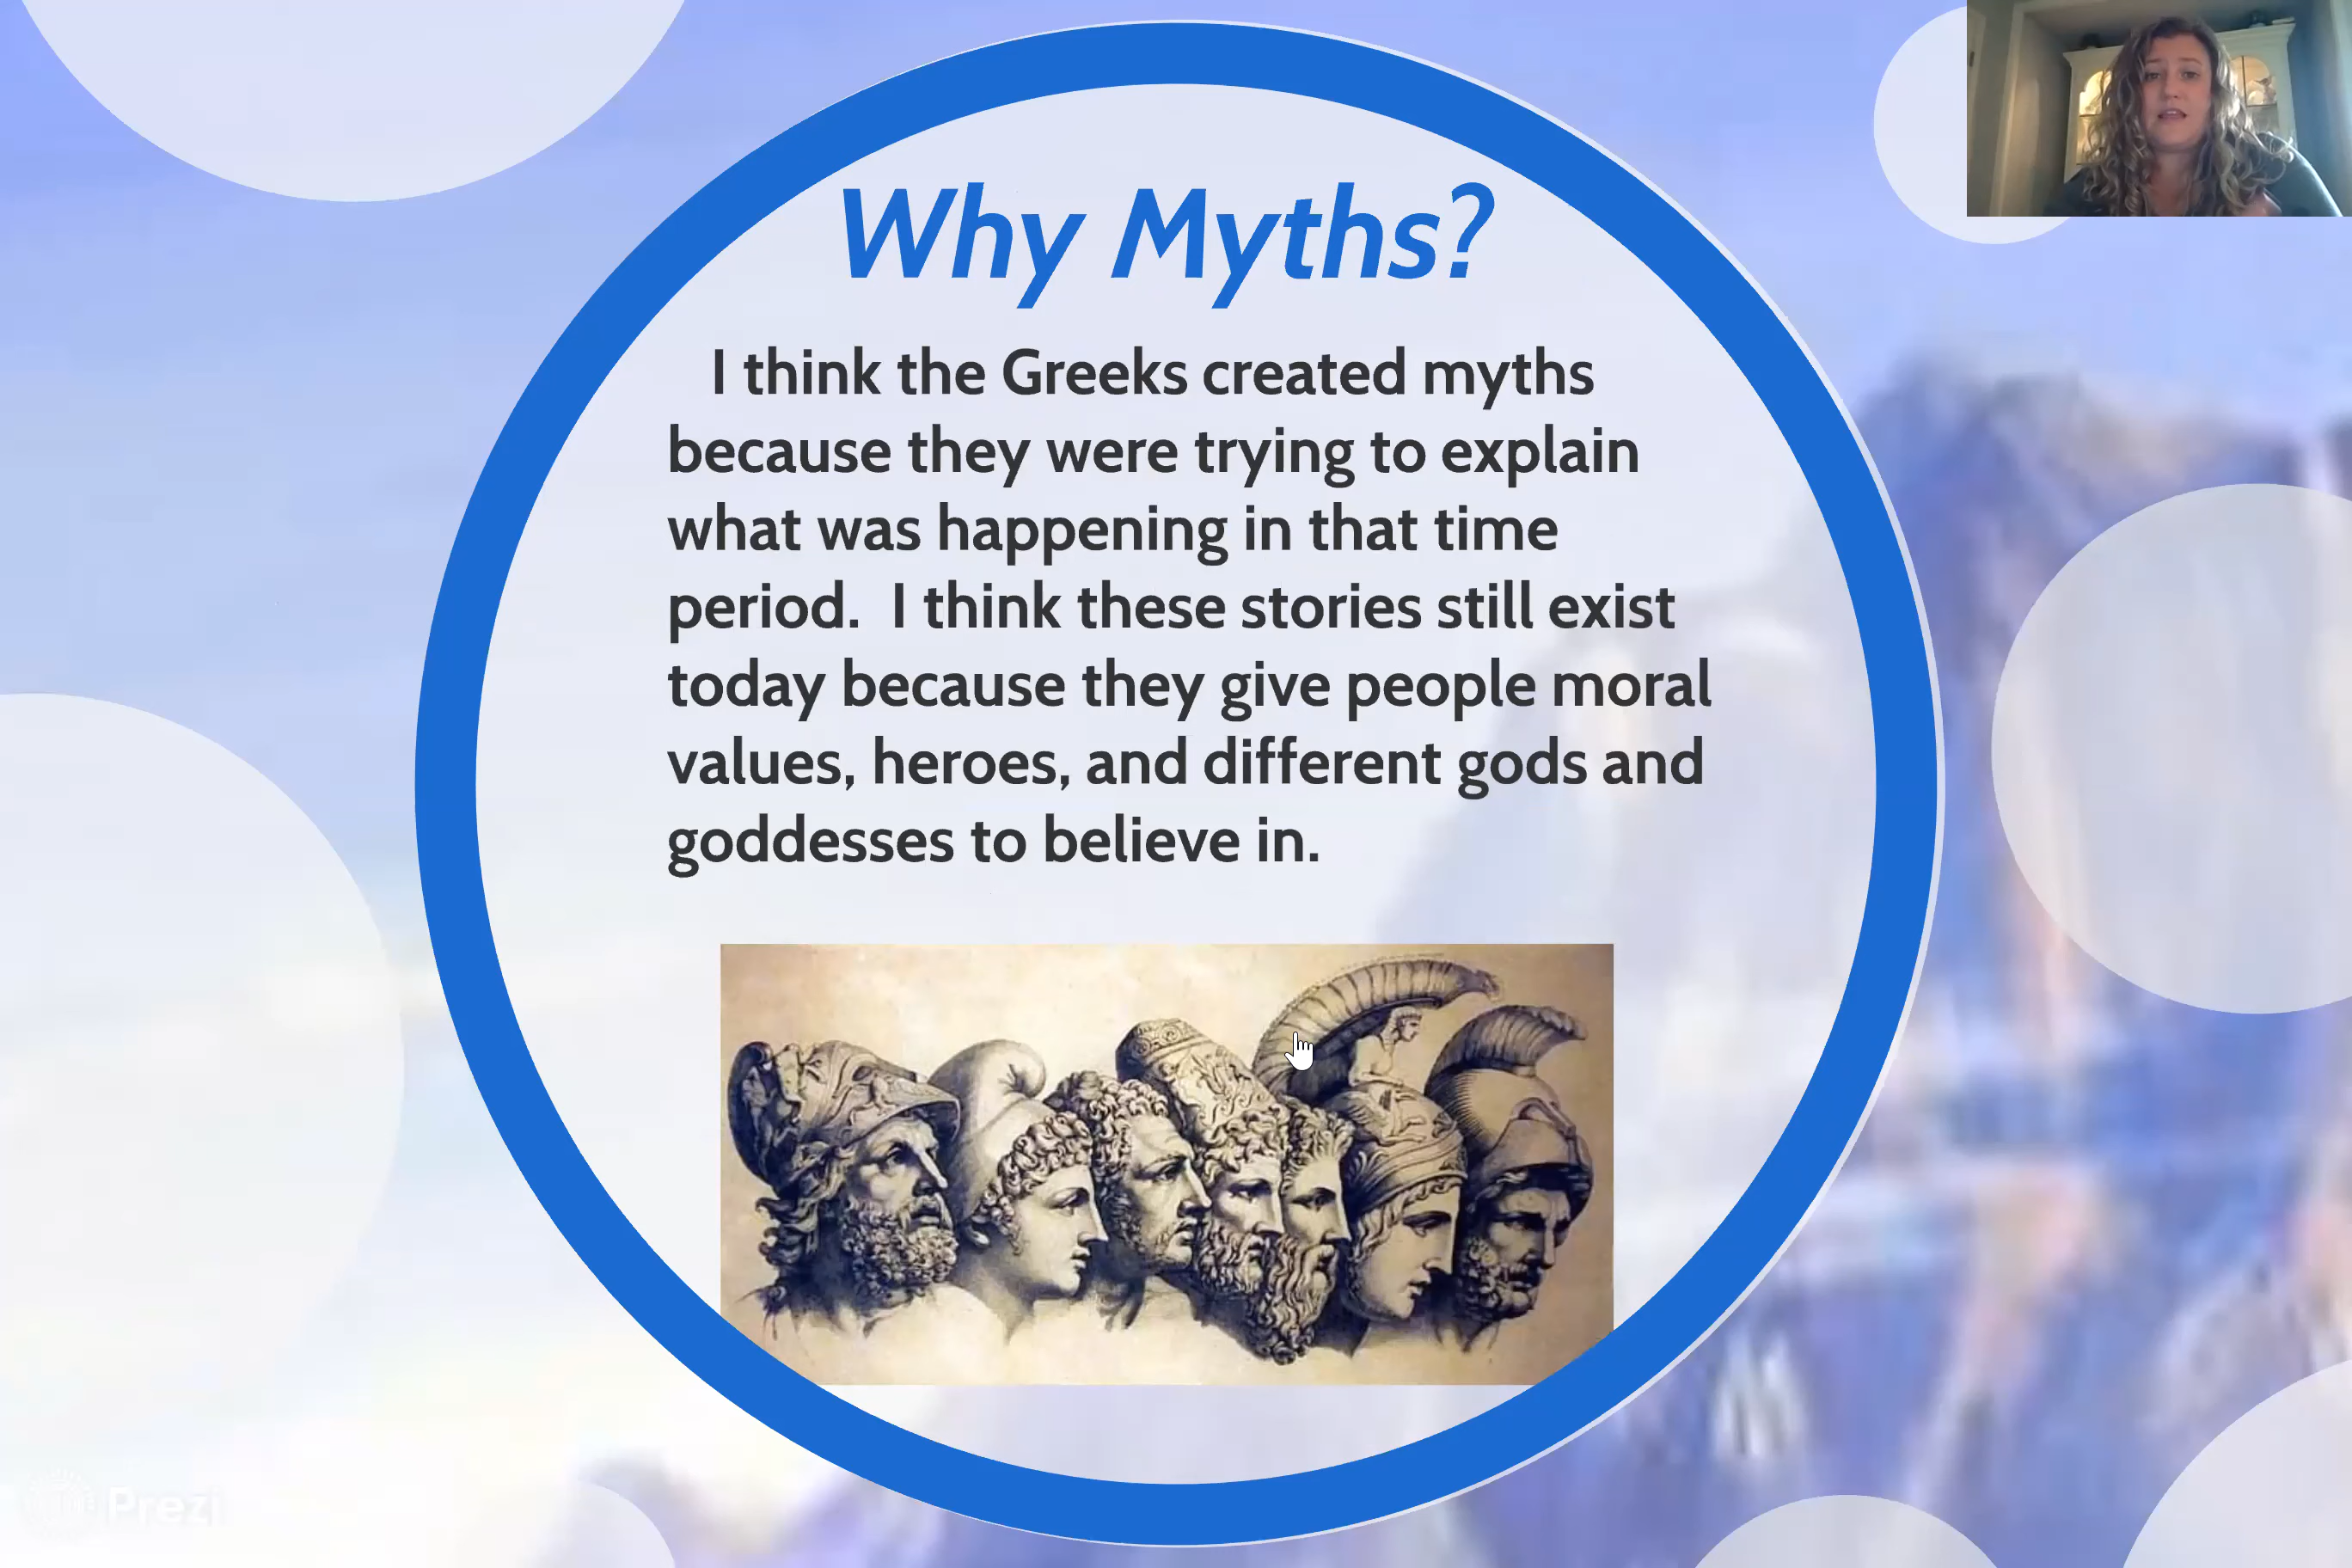 Why Myths?
I think the Greeks created myths
because they were trying to explain
what was happening in that time
period.  I think these stories still exist
today because they give people moral
values, heroes, and different gods and
goddesses to believe in.
Prezi